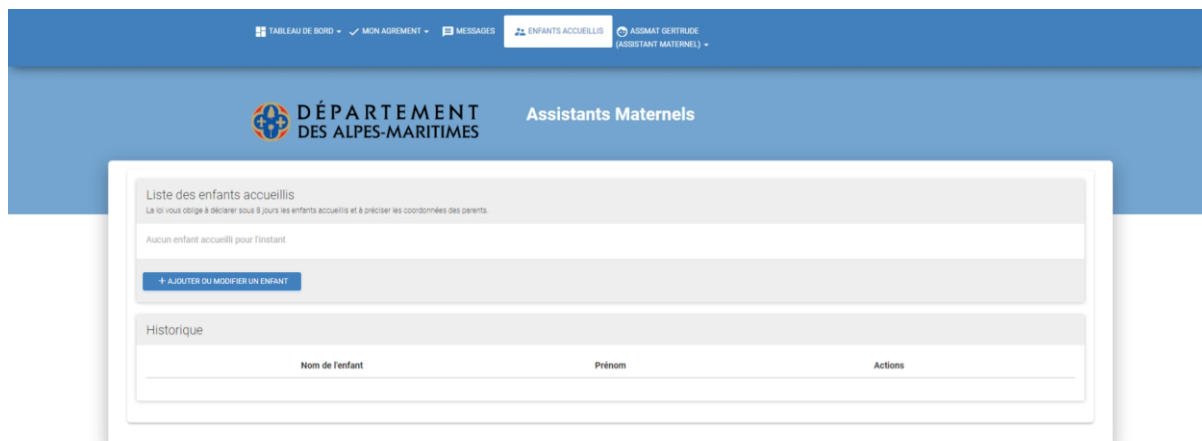 TABLEAU DE BORD MON AGREMENT MESSAGES ENFANTS ACCUEILLIS ASSMAT GERTRUDE
(ASSISTANT MATERNEL)
DÉPARTEMENT
DES ALPES-MARITIMES
Assistants Maternels
Liste des enfants accueillis
La loi vous oblige à déclarer sous 8 jours les enfants accueillis et à préciser les coordonnées des parents.
Aucun enfant accueilli pour l'instant
+ AJOUTER OU MODIFIER UN ENFANT
Historique
Nom de l'enfant Prénom Actions